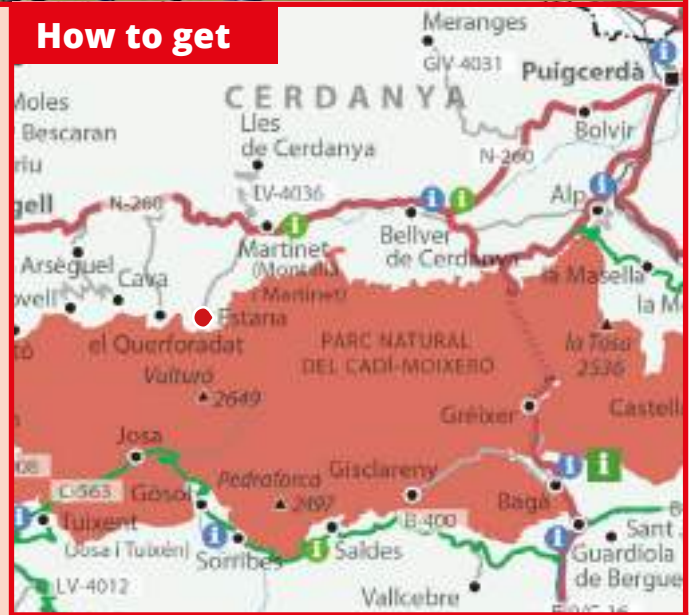 How to get
Meranges
GIV-4031
Puigcerdà
CERDANYA
Moles
Bescaran
Lles
de Cerdanya
Bolvir
N-260
LV-4036
Alp
N-260
Martinet
(Montellà
i Martinet)
Bellver
de Cerdanya
Arsèguel
Cava
la Masella
Estana
el Querforadat
PARC NATURAL
DEL CADÍ-MOIXERÓ
la Tosa
2536
Vulturó
2649
Gréixer
Castell
Josa
Pedraforca
2497
Gisclareny
C-563
Gósol
Bagà
Tuixent
(Josa i Tuixén)
Sorribes
Saldes
B-400
Sant
Guardiola
de Bergue
LV-4012
Vallcebre